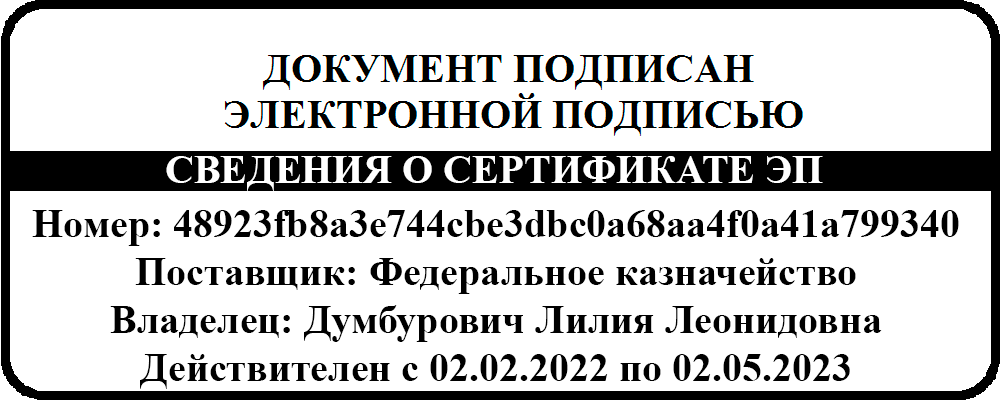 ДОКУМЕНТ ПОДПИСАН
ЭЛЕКТРОННОЙ ПОДПИСЬЮ
СВЕДЕНИЯ О СЕРТИФИКАТЕ ЭП
Номер: 48923fb8a3e744cbe3dbc0a68aa4f0a41a799340
Поставщик: Федеральное казначейство
Владелец: Думбурович Лилия Леонидовна
Действителен с 02.02.2022 по 02.05.2023